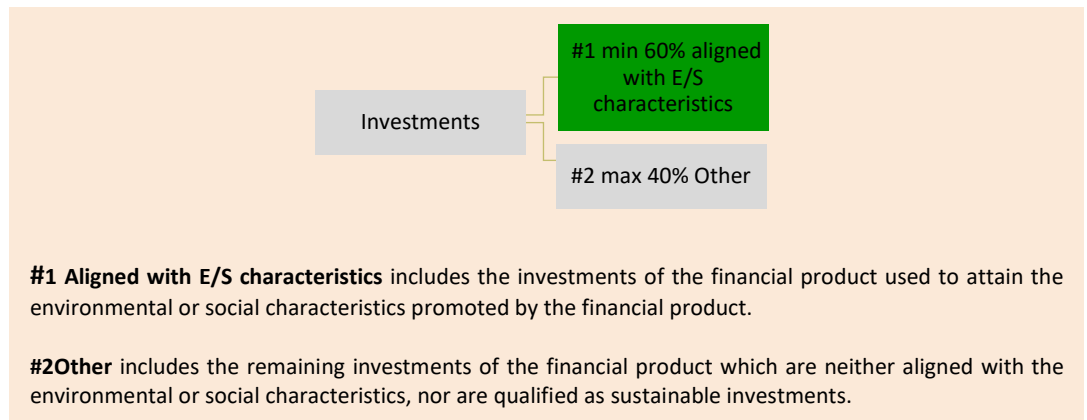 #1 min 60% aligned
with E/S
characteristics
Investments
#2 max 40% Other
#1 Aligned with E/S characteristics includes the investments of the financial product used to attain the
environmental or social characteristics promoted by the financial product.
#2Other includes the remaining investments of the financial product which are neither aligned with the
environmental or social characteristics, nor are qualified as sustainable investments.